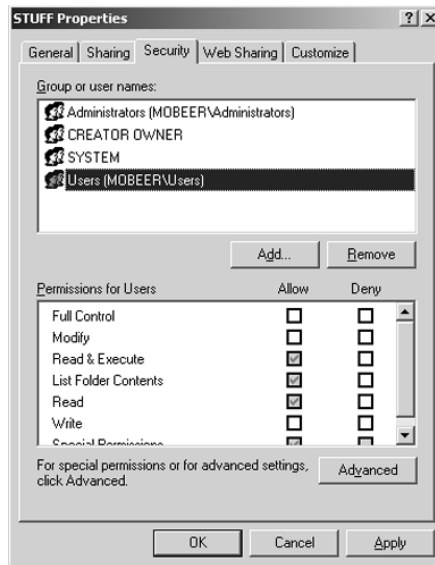 STUFF Properties
General Sharing Security Web Sharing Customize
Group or user names:
Administrators (MOBEER\Administrators)
CREATOR OWNER
SYSTEM
Users (MOBEER\Users)
Add... Remove
Permissions for Users Allow Deny
Full Control
Modify
Read & Execute
List Folder Contents
Read
Write
Special Permissions
For special permissions or for advanced settings,
click Advanced.
Advanced
OK Cancel Apply